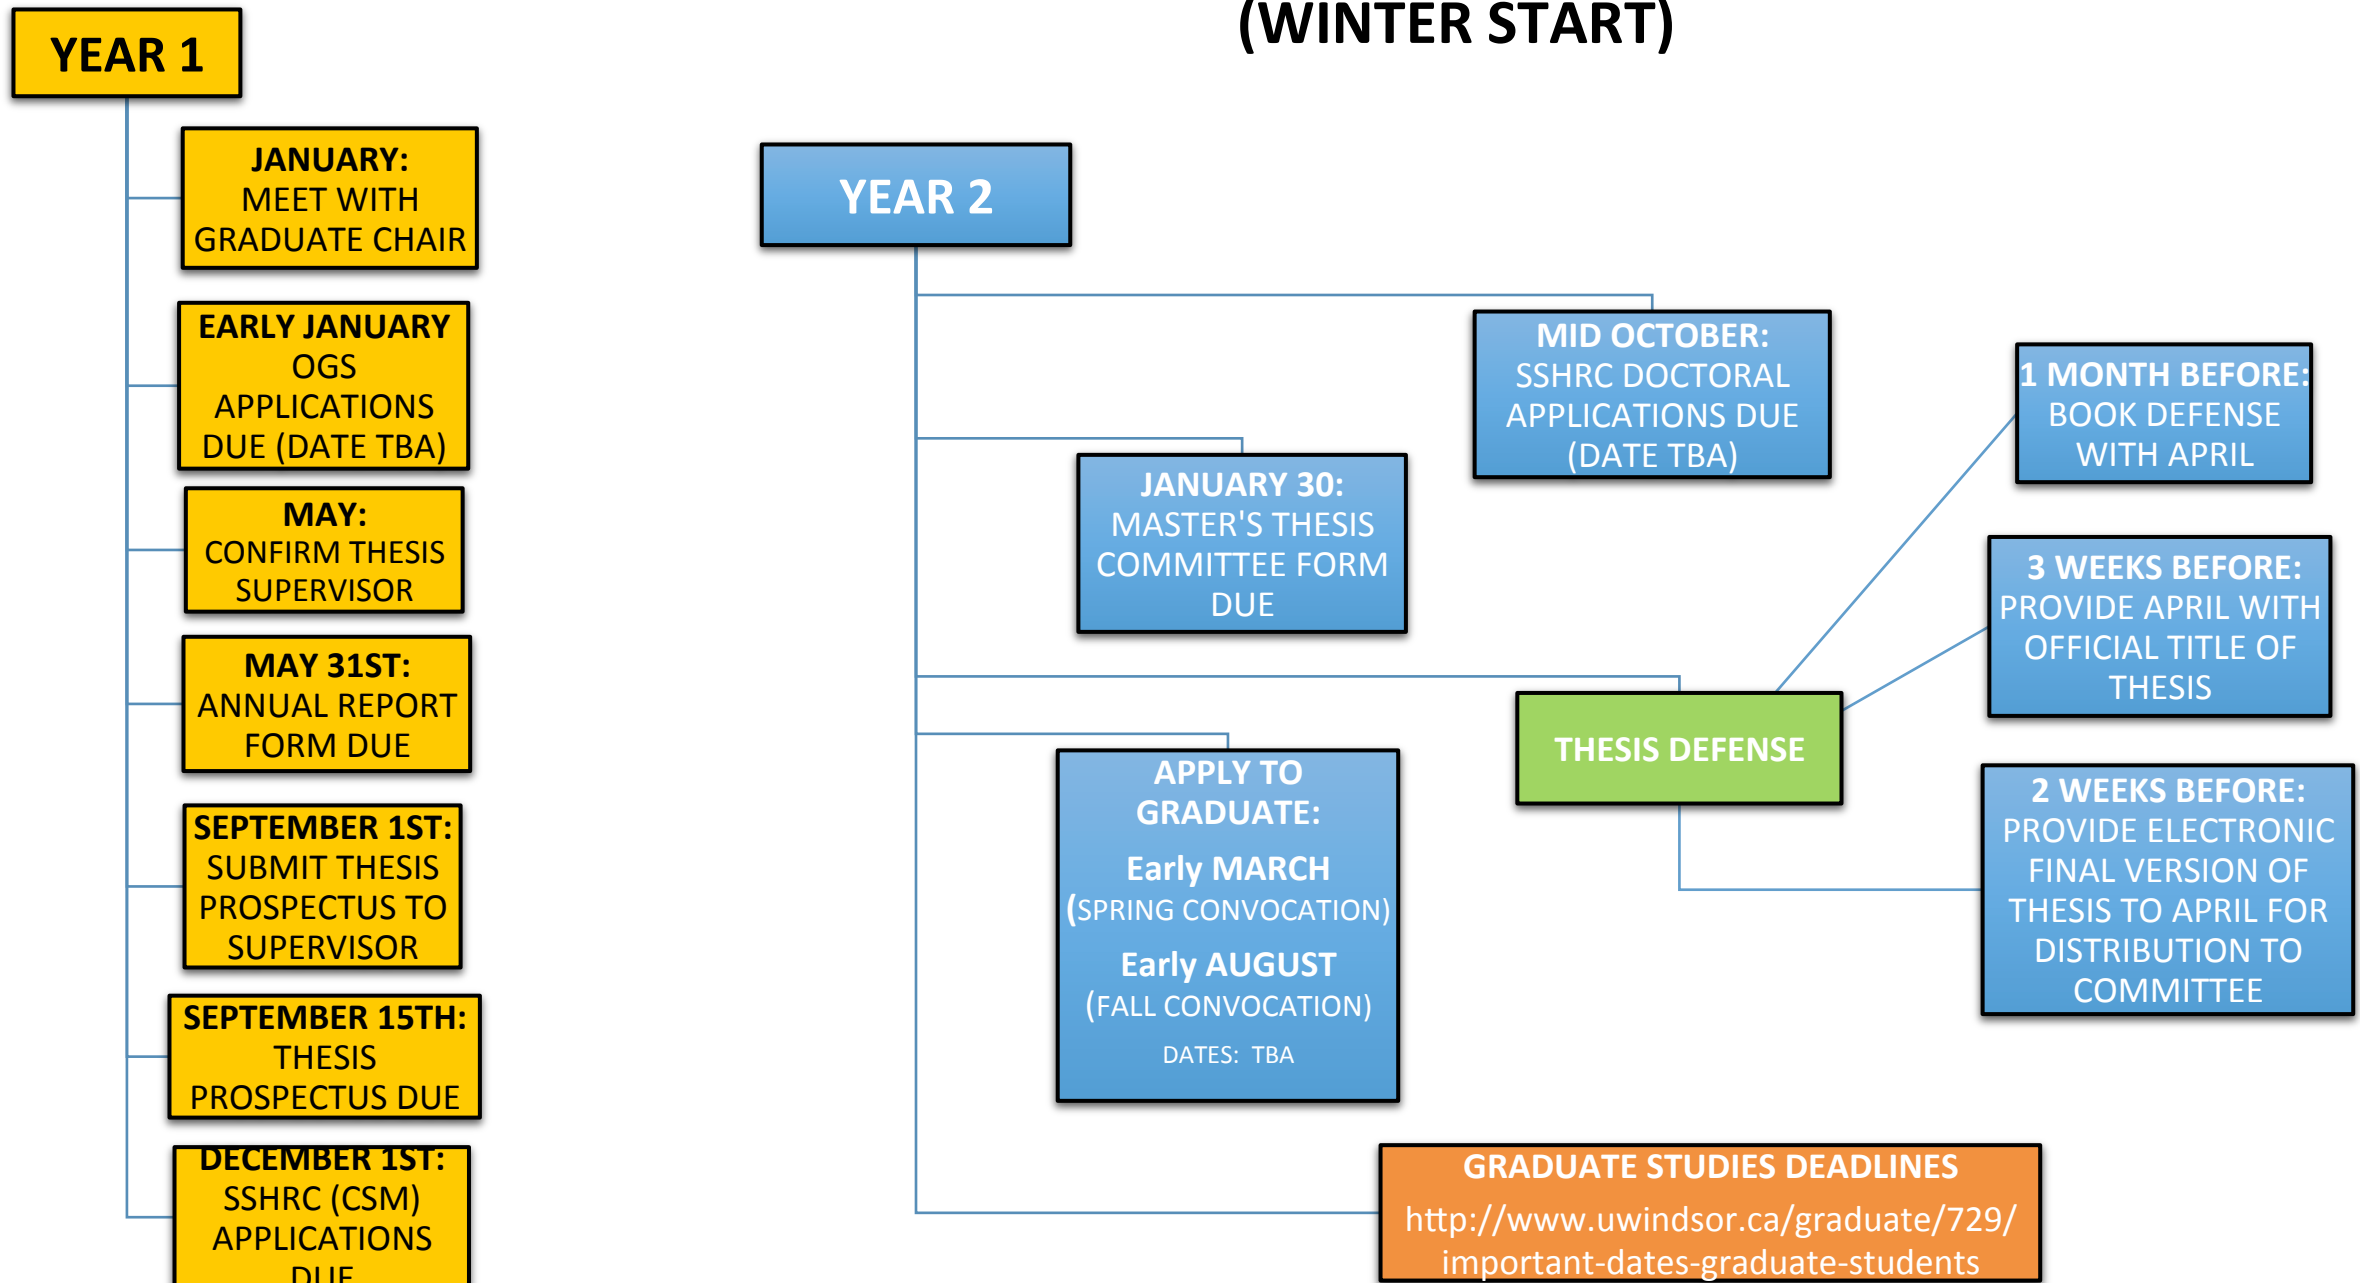 (WINTER START)
YEAR 1
JANUARY:
MEET WITH
GRADUATE CHAIR
EARLY JANUARY
OGS
APPLICATIONS
DUE (DATE TBA)
MAY:
CONFIRM THESIS
SUPERVISOR
MAY 31ST:
ANNUAL REPORT
FORM DUE
SEPTEMBER 1ST:
SUBMIT THESIS
PROSPECTUS TO
SUPERVISOR
SEPTEMBER 15TH:
THESIS
PROSPECTUS DUE
DECEMBER 1ST:
SSHRC (CSM)
APPLICATIONS
DUE
YEAR 2
MID OCTOBER:
SSHRC DOCTORAL
APPLICATIONS DUE
(DATE TBA)
JANUARY 30:
MASTER'S THESIS
COMMITTEE FORM
DUE
THESIS DEFENSE
1 MONTH BEFORE:
BOOK DEFENSE
WITH APRIL
3 WEEKS BEFORE:
PROVIDE APRIL WITH
OFFICIAL TITLE OF
THESIS
2 WEEKS BEFORE:
PROVIDE ELECTRONIC
FINAL VERSION OF
THESIS TO APRIL FOR
DISTRIBUTION TO
COMMITTEE
APPLY TO
GRADUATE:
Early MARCH
(SPRING CONVOCATION)
Early AUGUST
(FALL CONVOCATION)
DATES: TBA
GRADUATE STUDIES DEADLINES
http://www.uwindsor.ca/graduate/729/
important-dates-graduate-students